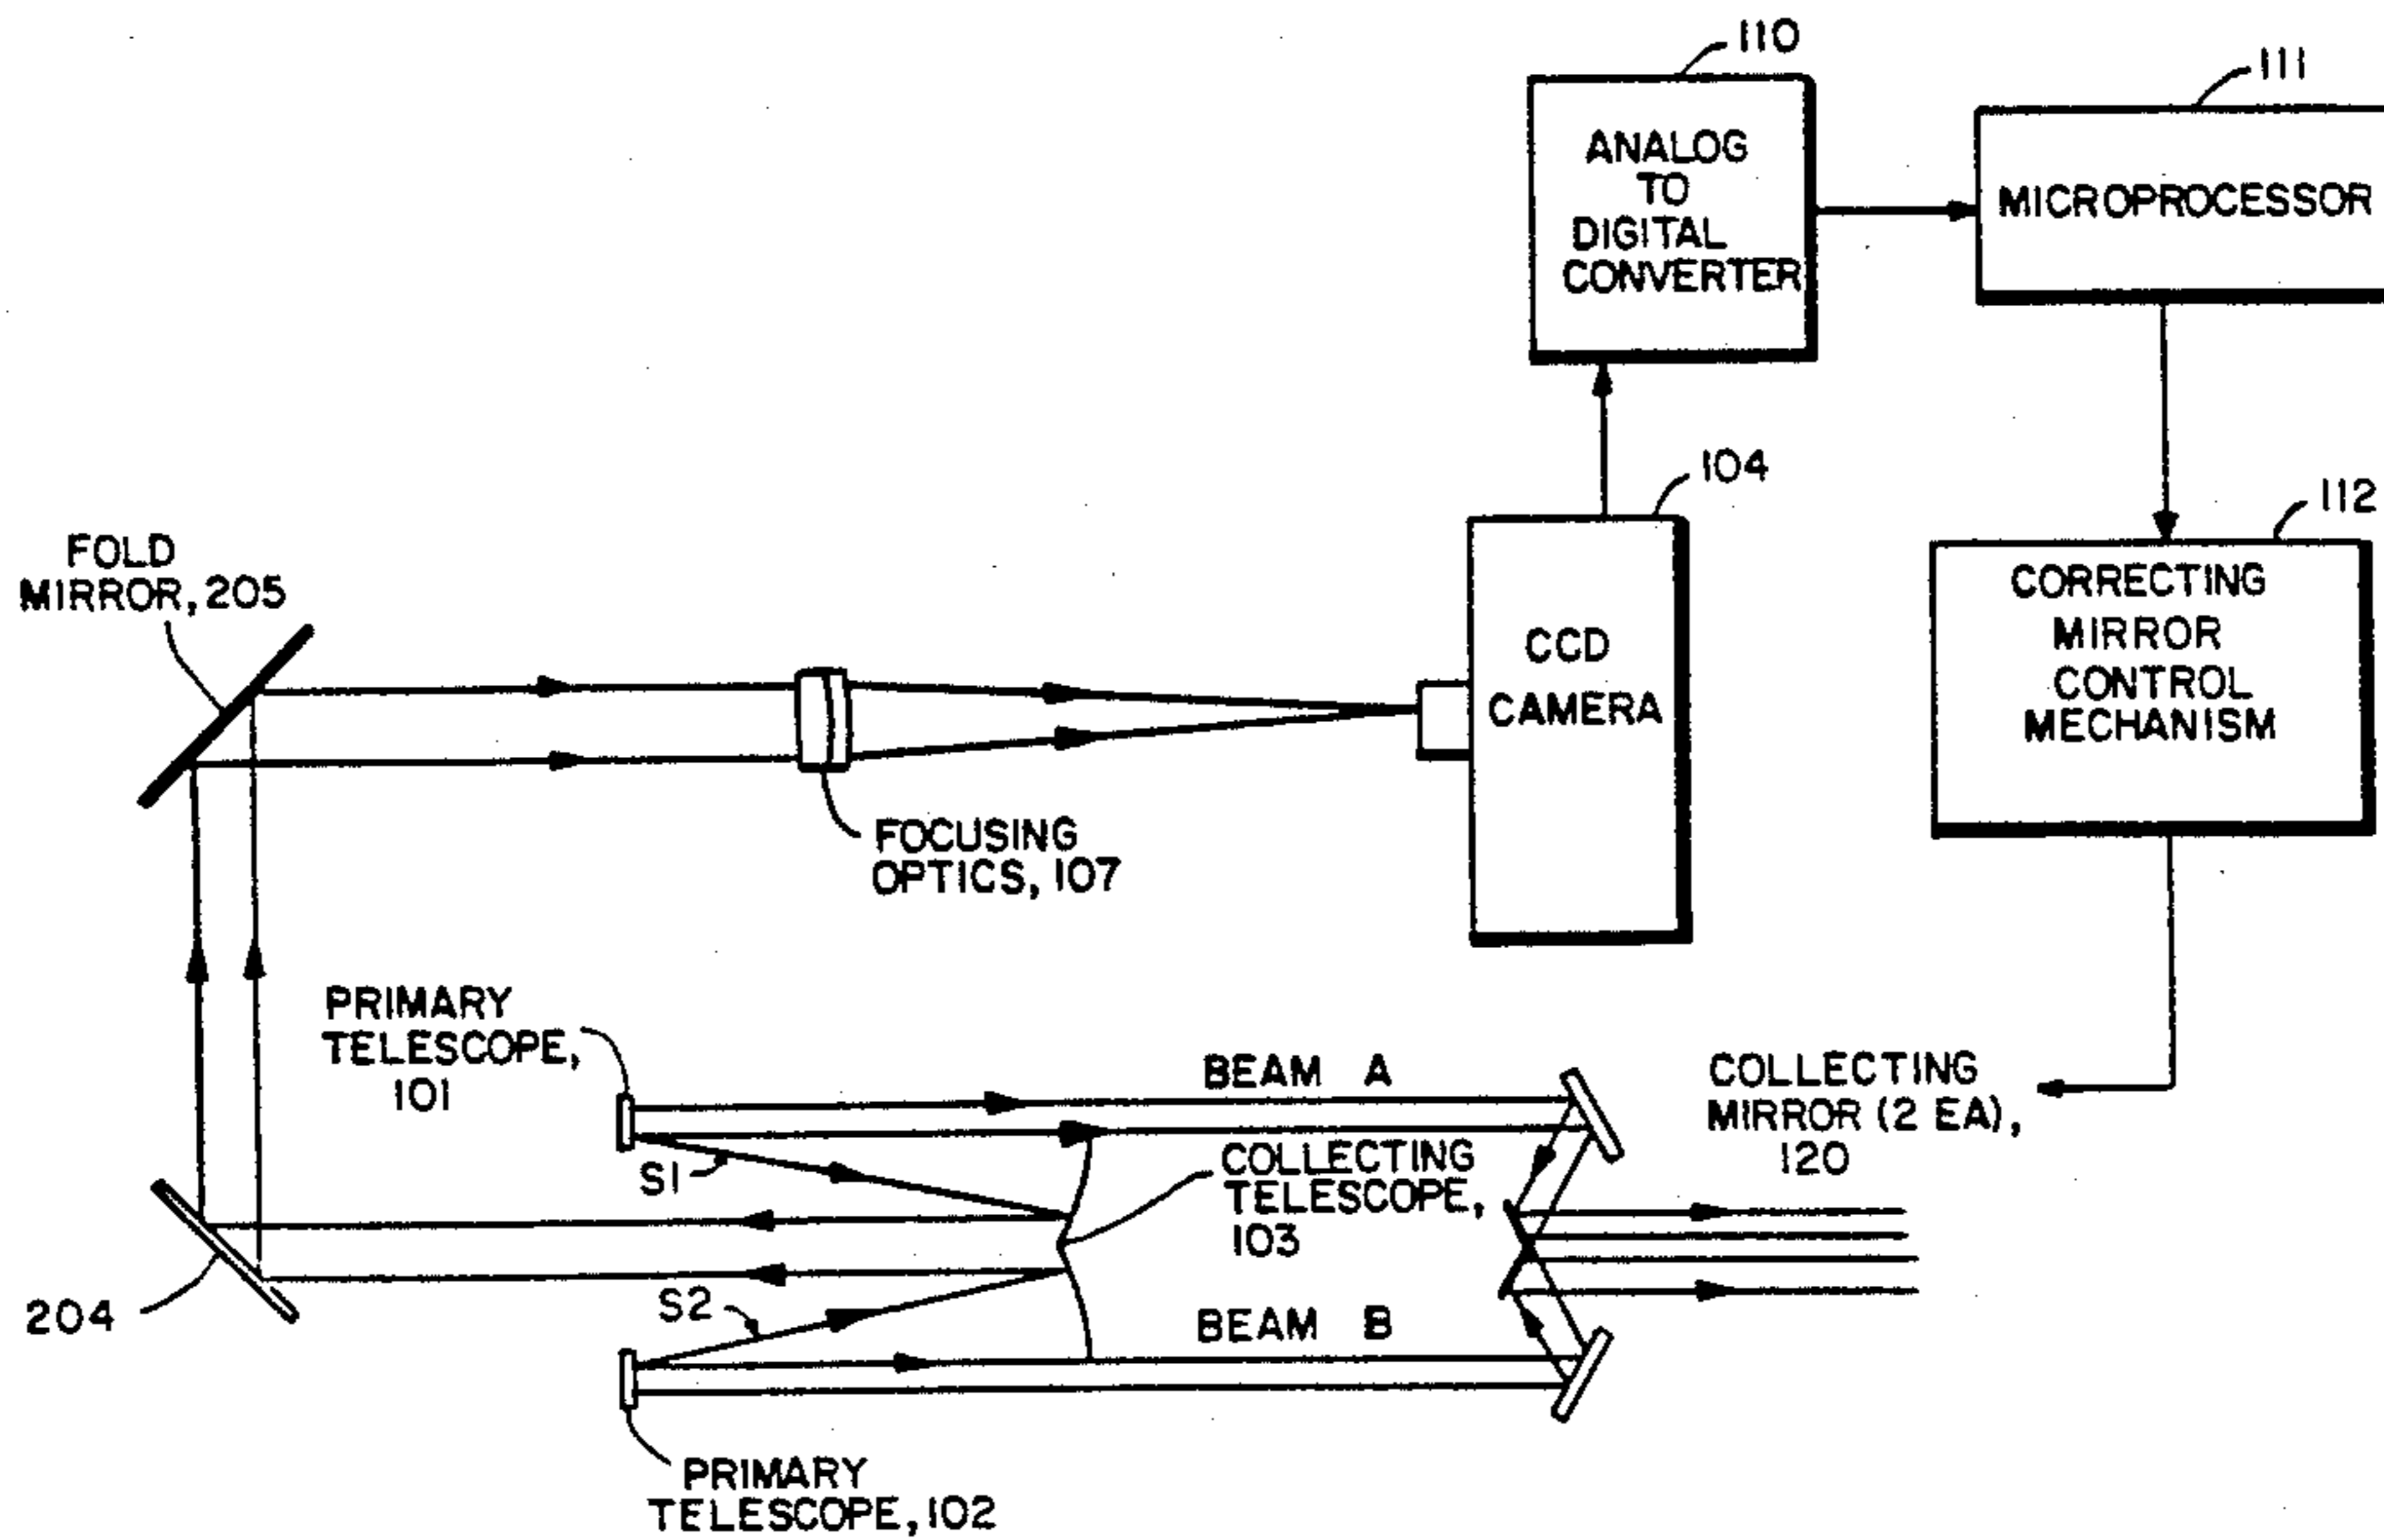 110
ANALOG
TO
DIGITAL
CONVERTER
111
MICROPROCESSOR
104
CCD
CAMERA
112
CORRECTING
MIRROR
CONTROL
MECHANISM
FOLD
MIRROR, 205
FOCUSING
OPTICS, 107
PRIMARY
TELESCOPE,
101
BEAM A
COLLECTING
MIRROR (2 EA),
120
S1
COLLECTING
TELESCOPE,
103
204
S2
BEAM B
PRIMARY
TELESCOPE, 102